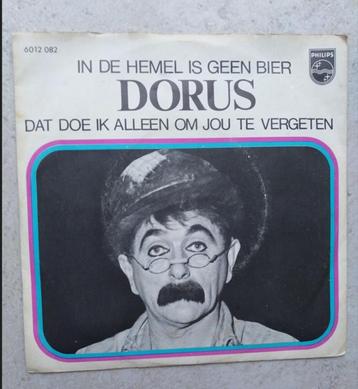 6012 082
PHILIPS
IN DE HEMEL IS GEEN BIER
DORUS
DAT DOE IK ALLEEN OM JOU TE VERGETEN